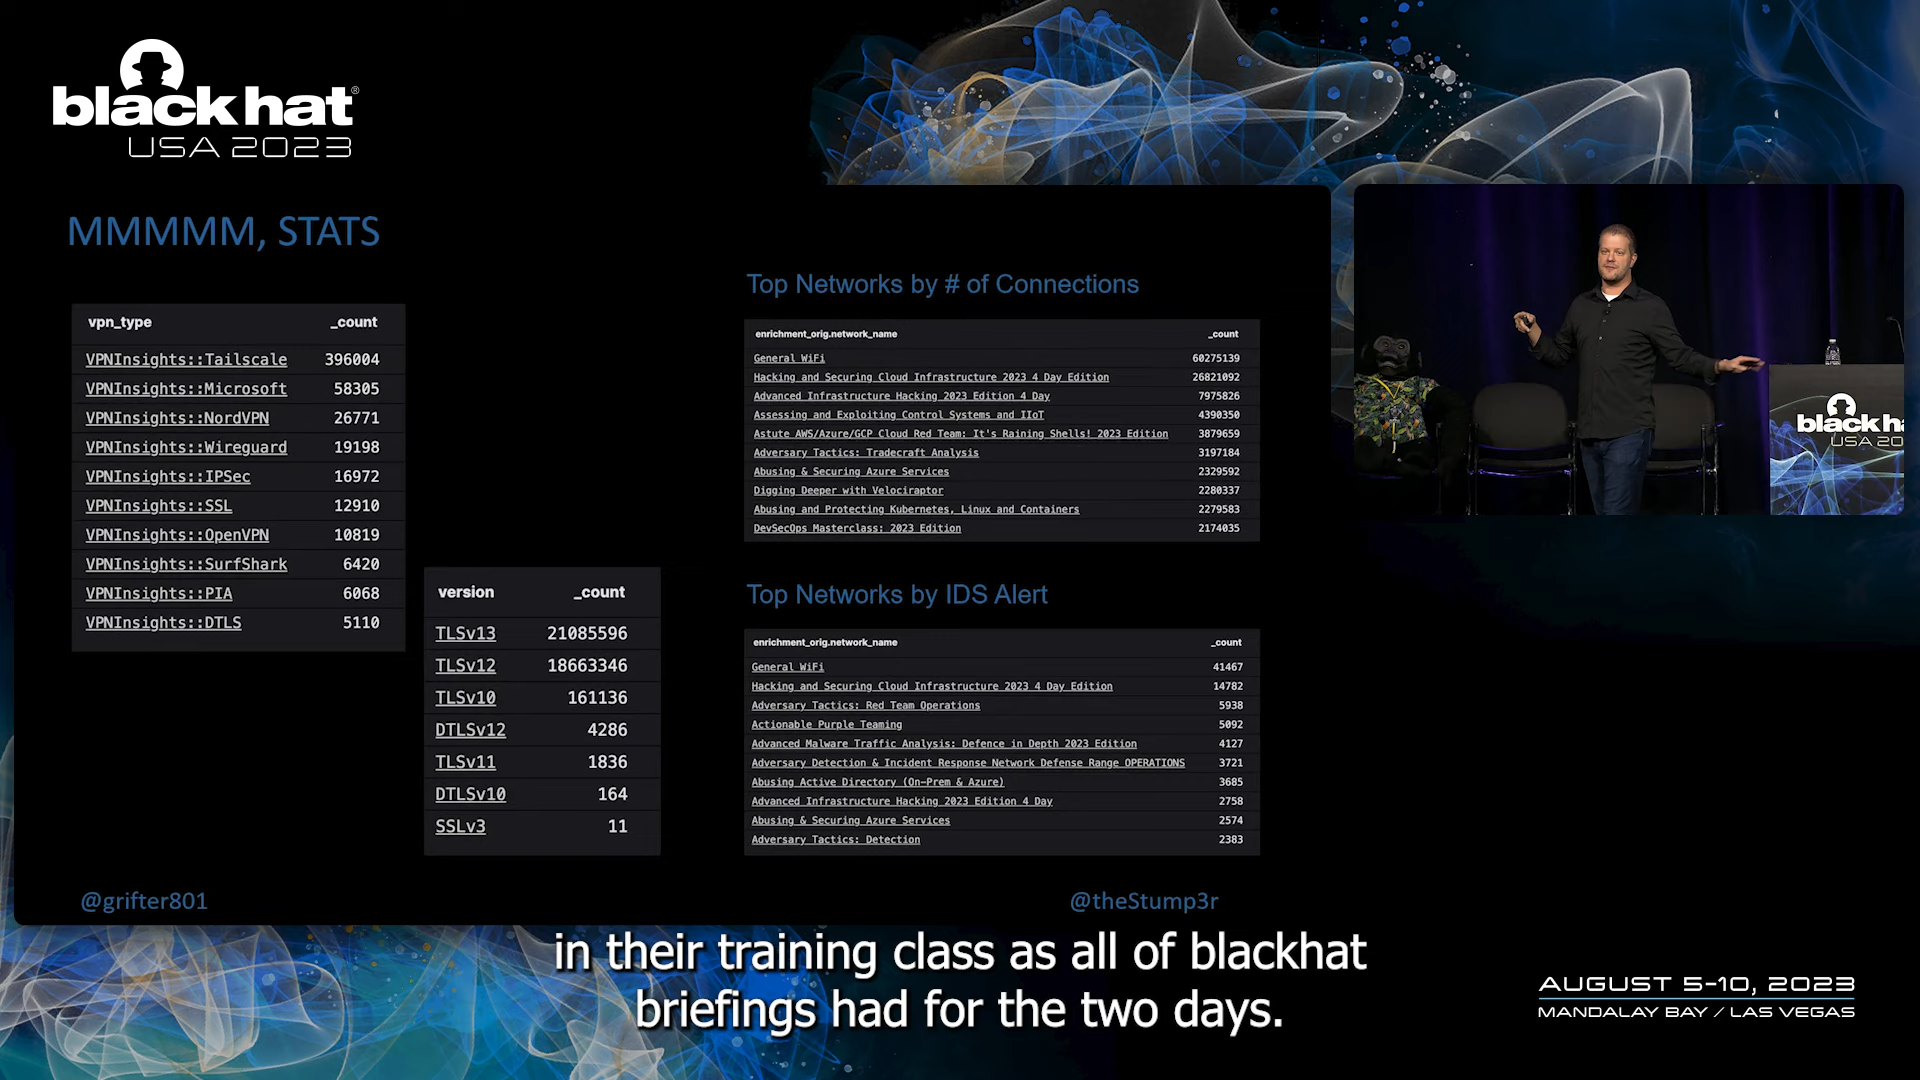 blackhat®
USA 2023
MMMMM, STATS
vpn_type _count
VPNInsights::Tailscale 396004
VPNInsights::Microsoft 58305
VPNInsights::NordVPN 26771
VPNInsights::Wireguard 19198
VPNInsights::IPSec 16972
VPNInsights::SSL 12910
VPNInsights::OpenVPN 10819
VPNInsights::SurfShark 6420
VPNInsights::PIA 6068
VPNInsights::DTLS 5110
version _count
TLSv13 21085596
TLSv12 18663346
TLSv10 161136
DTLSv12 4286
TLSv11 1836
DTLSv10 164
SSLv3 11
Top Networks by # of Connections
enrichment_orig.network_name _count
General WiFi 60275139
Hacking and Securing Cloud Infrastructure 2023 4 Day Edition 26821092
Advanced Infrastructure Hacking 2023 Edition 4 Day 7975826
Assessing and Exploiting Control Systems and IIoT 4390350
Astute AWS/Azure/GCP Cloud Red Team: It's Raining Shells! 2023 Edition 3879659
Adversary Tactics: Tradecraft Analysis 3197184
Abusing & Securing Azure Services 2329592
Digging Deeper with Velociraptor 2280337
Abusing and Protecting Kubernetes, Linux and Containers 2279583
DevSecOps Masterclass: 2023 Edition 2174035
Top Networks by IDS Alert
enrichment_orig.network_name _count
General WiFi 41467
Hacking and Securing Cloud Infrastructure 2023 4 Day Edition 14782
Adversary Tactics: Red Team Operations 5938
Actionable Purple Teaming 5092
Advanced Malware Traffic Analysis: Defence in Depth 2023 Edition 4127
Adversary Detection & Incident Response Network Defense Range OPERATIONS 3721
Abusing Active Directory (On-Prem & Azure) 3685
Advanced Infrastructure Hacking 2023 Edition 4 Day 2758
Abusing & Securing Azure Services 2574
Adversary Tactics: Detection 2383
@grifter801
@theStump3r
black ha
USA 20
in their training class as all of blackhat
briefings had for the two days.
AUGUST 5-10, 2023
MANDALAY BAY / LAS VEGAS